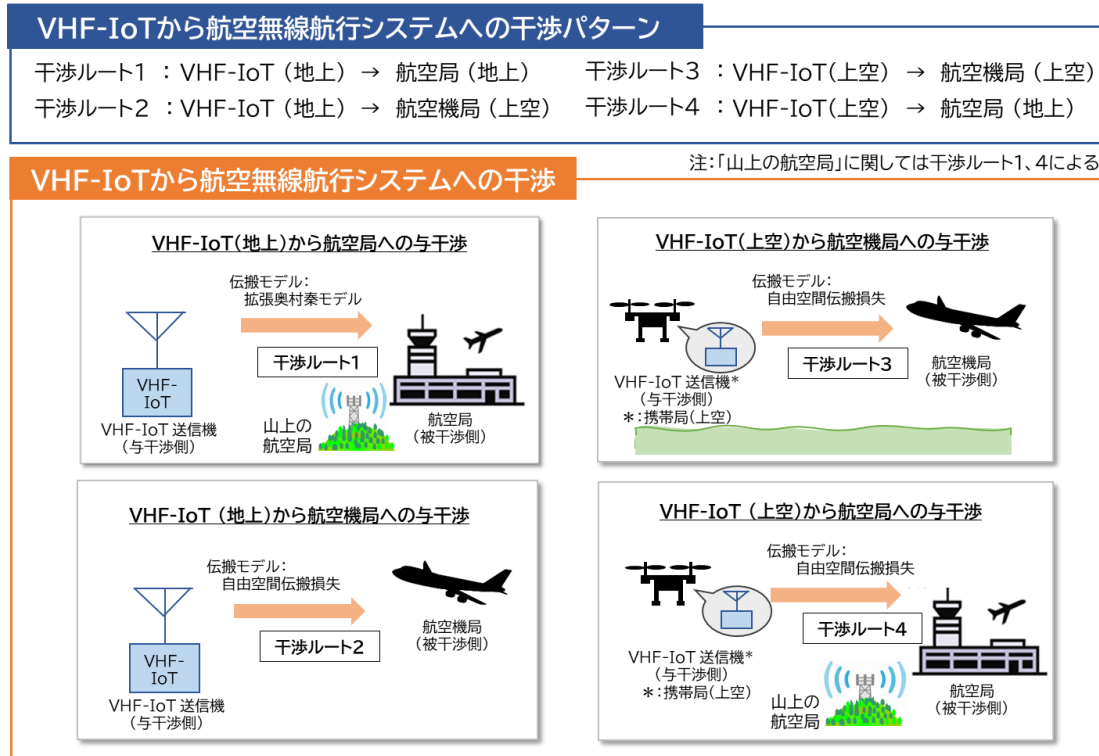 VHF-IoTから航空無線航行システムへの干渉パターン
干渉ルート1 ：VHF-IoT (地上) → 航空局 (地上)
干渉ルート2 ：VHF-IoT (地上) → 航空機局 (上空)
干渉ルート3 ：VHF-IoT(上空) → 航空機局 (上空)
干渉ルート4 ：VHF-IoT(上空) → 航空局 (地上)
注：「山上の航空局」に関しては干渉ルート1、4による
VHF-IoTから航空無線航行システムへの干渉
VHF-IoT(地上)から航空局への与干渉
伝搬モデル：
拡張奥村秦モデル
干渉ルート1
VHF-
IoT
VHF-IoT 送信機
(与干渉側)
山上の
航空局
航空局
(被干渉側)
VHF-IoT(上空)から航空機局への与干渉
伝搬モデル：
自由空間伝搬損失
干渉ルート3
VHF-IoT 送信機*
(与干渉側)
*：携帯局(上空)
航空機局
(被干渉側)
VHF-IoT (地上)から航空機局への与干渉
伝搬モデル：
自由空間伝搬損失
干渉ルート2
VHF-
IoT
VHF-IoT 送信機
(与干渉側)
航空機局
(被干渉側)
VHF-IoT (上空)から航空局への与干渉
伝搬モデル：
自由空間伝搬損失
干渉ルート4
VHF-IoT 送信機*
(与干渉側)
*：携帯局(上空)
山上の
航空局
航空局
(被干渉側)